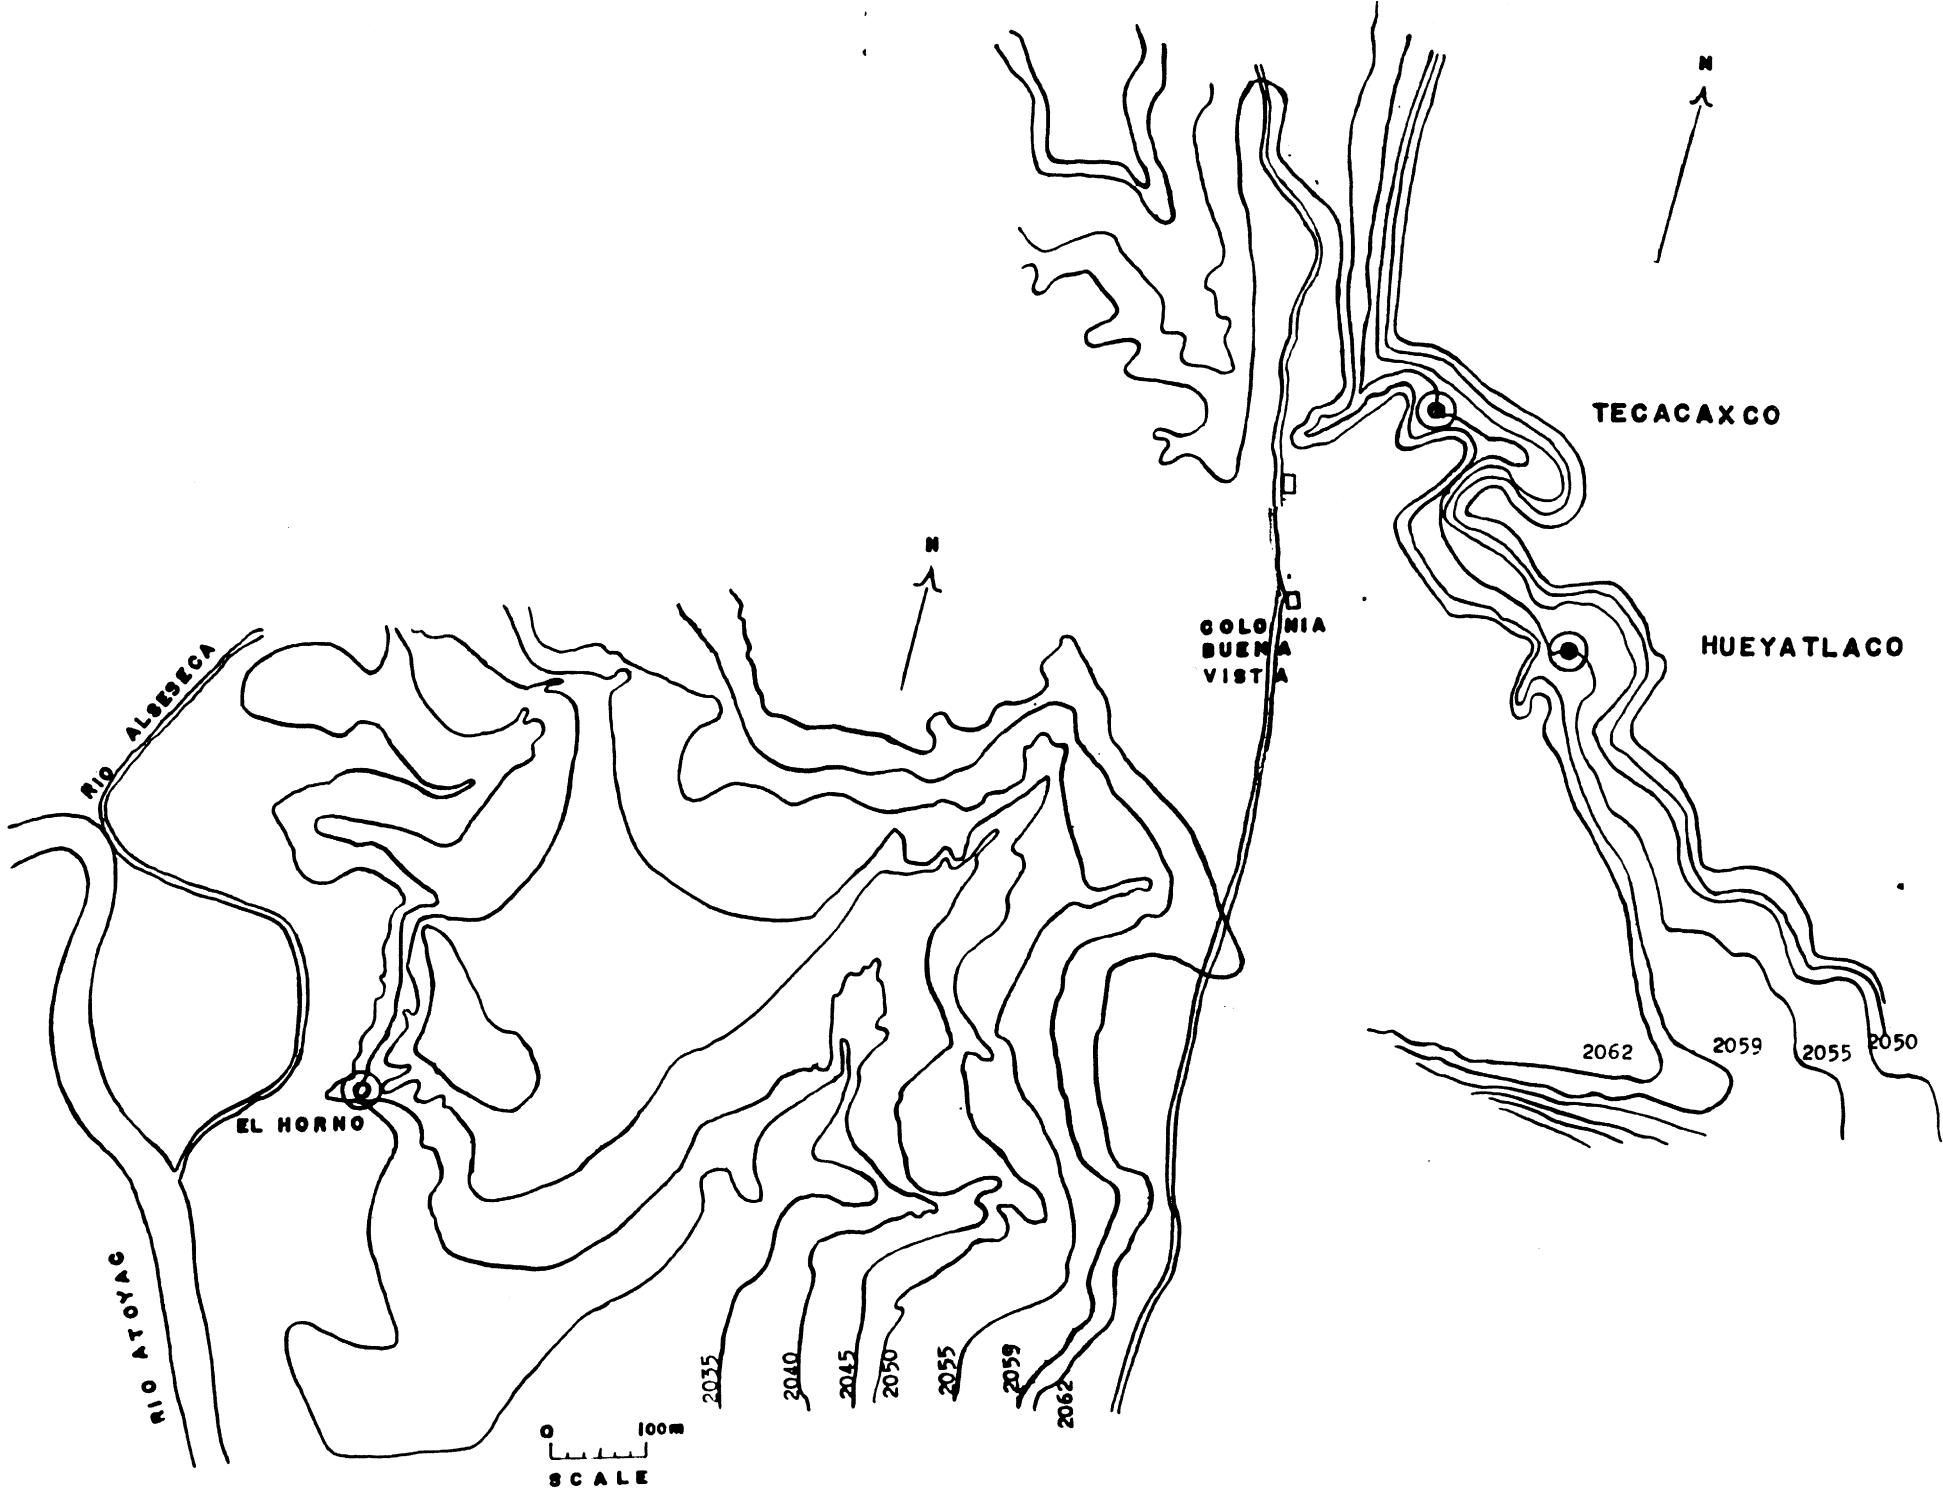 N
TECACAXCO
N
COLONIA
BUENA
VISTA
HUEYATLACO
RIO ALSESECA
2062
2059
2055
2050
EL HORNO
RIO ATOYAC
2035
2040
2045
2050
2055
2059
2062
0 100m
SCALE